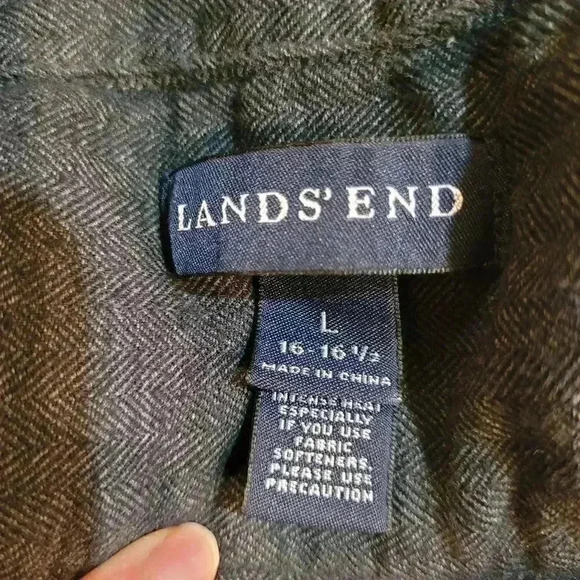 LANDS' END
L
16-16 1/2
MADE IN CHINA
INTENSE HEAT
ESPECIALLY
IF YOU USE
FABRIC
SOFTENERS.
PLEASE USE
PRECAUTION